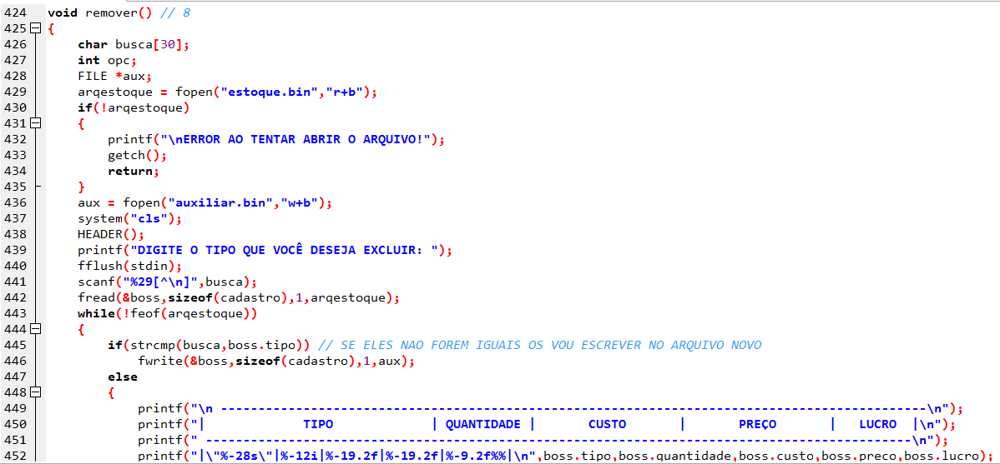 424 void remover() // 8
425 {
426 char busca[30];
427 int opc;
428 FILE *aux;
429 arqestoque = fopen("estoque.bin","r+b");
430 if(!arqestoque)
431 {
432 printf("\nERROR AO TENTAR ABRIR O ARQUIVO!");
433 getch();
434 return;
435 }
436 aux = fopen("auxiliar.bin","w+b");
437 system("cls");
438 HEADER();
439 printf("DIGITE O TIPO QUE VOCÊ DESEJA EXCLUIR: ");
440 fflush(stdin);
441 scanf("%29[^\n]",busca);
442 fread(&boss,sizeof(cadastro),1,arqestoque);
443 while(!feof(arqestoque))
444 {
445 if(strcmp(busca,boss.tipo)) // SE ELES NAO FOREM IGUAIS OS VOU ESCREVER NO ARQUIVO NOVO
446 fwrite(&boss,sizeof(cadastro),1,aux);
447 else
448 {
449 printf("\n ----------------------------------------------------------------------------------------------\n");
450 printf("|             TIPO             | QUANTIDADE |       CUSTO       |       PREÇO       |   LUCRO  |\n");
451 printf(" ----------------------------------------------------------------------------------------------\n");
452 printf("|\"%-28s\"|%-12i|%-19.2f|%-19.2f|%-9.2f%%|\n",boss.tipo,boss.quantidade,boss.custo,boss.preco,boss.lucro);